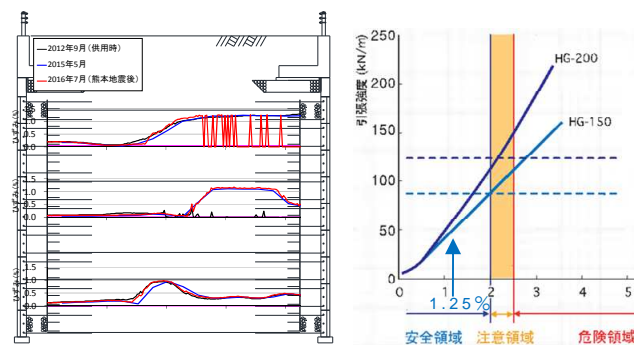 2012年9月(供用時)
2015年5月
2016年7月(熊本地震後)
ひずみ(%)
1.0
0.5
0.0
ひずみ(%)
1.5
1.0
0.5
0.0
ひずみ(%)
1.5
1.0
0.5
0.0
引張強度(kN/m)
250
200
150
100
50
0
HG-200
HG-150
0
1
2
3
4
5
1.25%
安全領域
注意領域
危険領域